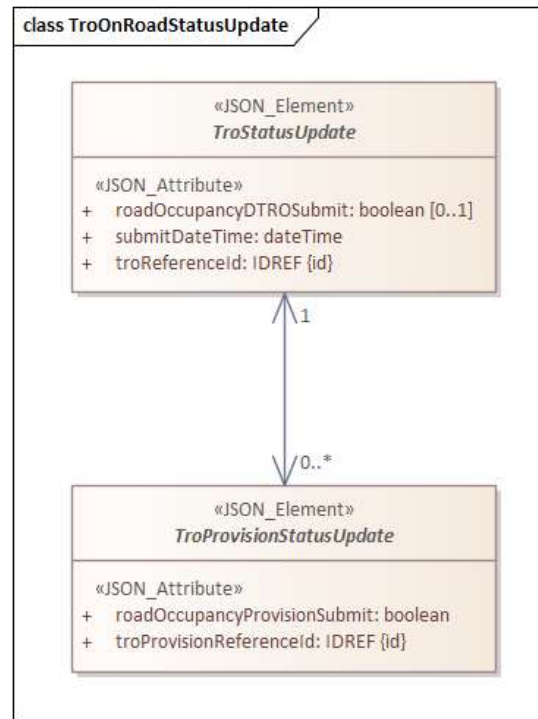 class TroOnRoadStatusUpdate
«JSON_Element»
TroStatusUpdate
«JSON_Attribute»
+ roadOccupancyDTROSubmit: boolean [0..1]
+ submitDateTime: dateTime
+ troReferenceId: IDREF {id}
1
0..*
«JSON_Element»
TroProvisionStatusUpdate
«JSON_Attribute»
+ roadOccupancyProvisionSubmit: boolean
+ troProvisionReferenceId: IDREF {id}